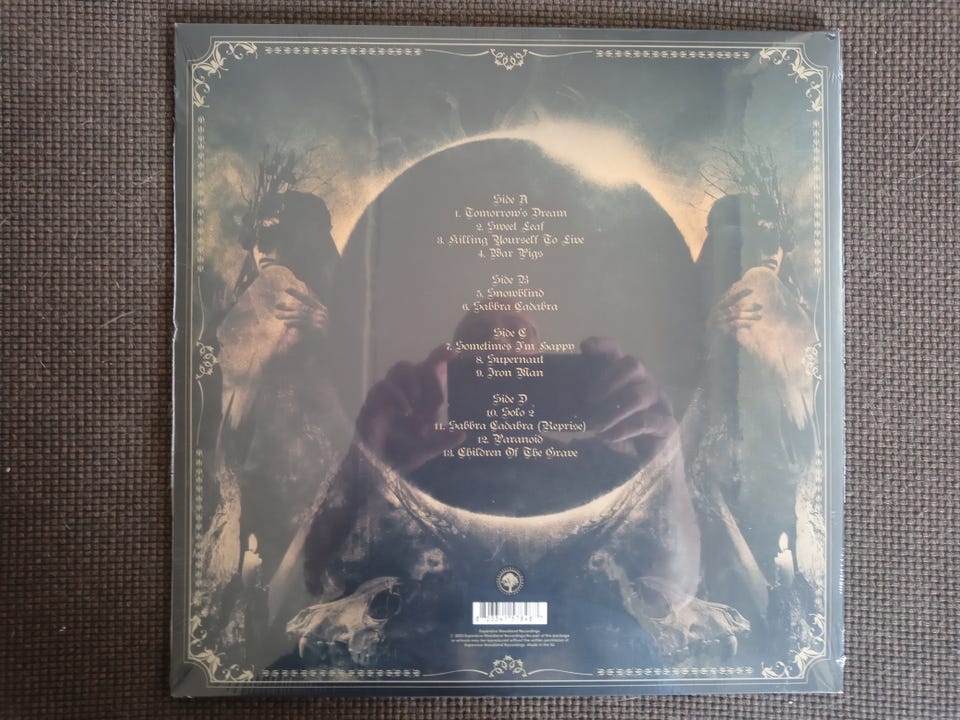 Side A
1. Tomorrow's Dream
2. Sweet Leaf
3. Killing Yourself To Live
4. War Pigs
Side B
5. Snowblind
6. Sabbra Cadabra
Side C
7. Sometimes I'm Happy
8. Supernaut
9. Iron Man
Side D
10. Solo 2
11. Sabbra Cadabra (Reprise)
12. Paranoid
13. Children Of The Grave